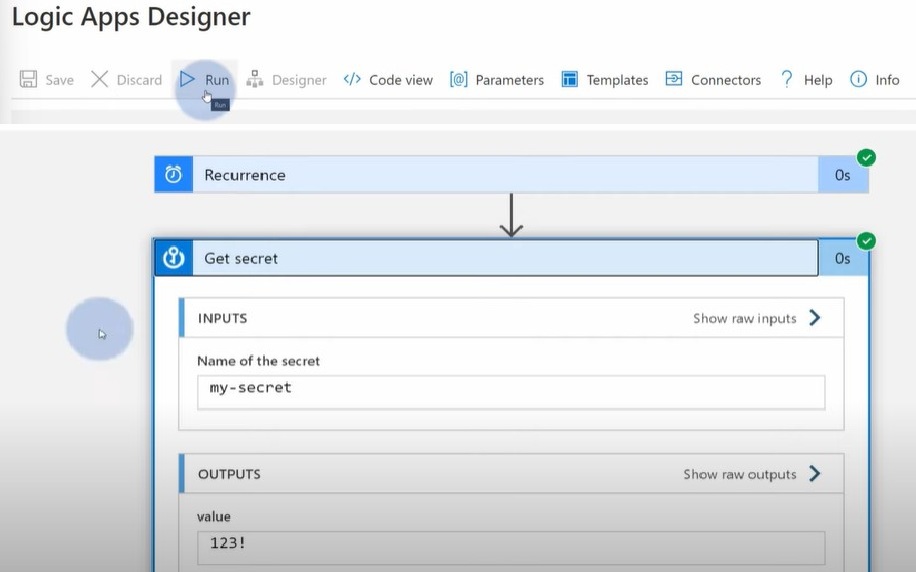 Logic Apps Designer
Save Discard Run Designer </> Code view [@] Parameters Templates Connectors ? Help Info
Run
Recurrence 0s
Get secret 0s
INPUTS Show raw inputs
Name of the secret
my-secret
OUTPUTS Show raw outputs
value
123!